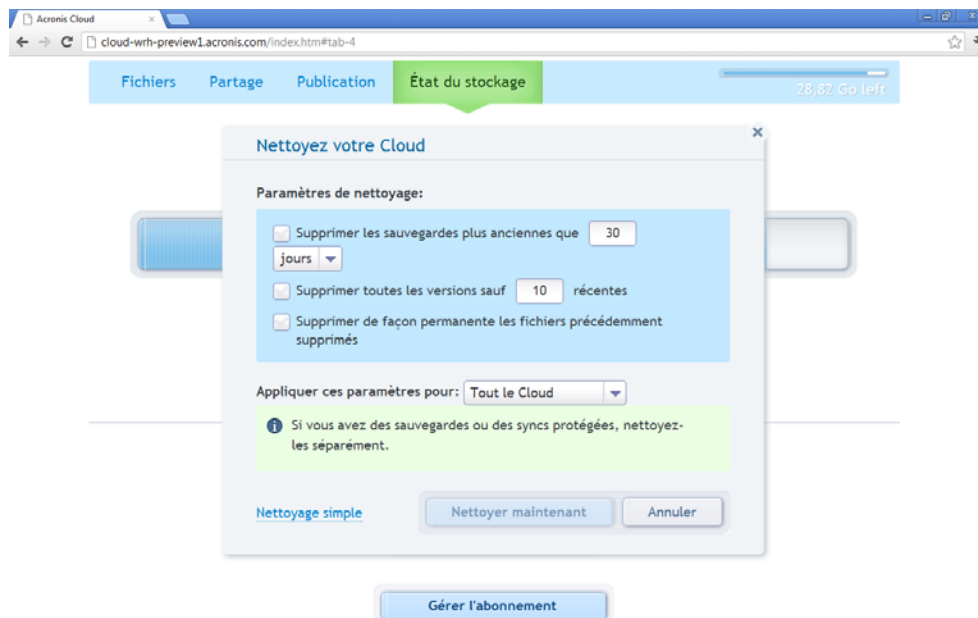 Acronis Cloud
cloud-wrh-preview1.acronis.com/index.htm#tab-4
Fichiers
Partage
Publication
État du stockage
28,82 Go left
Nettoyez votre Cloud
Paramètres de nettoyage:
Supprimer les sauvegardes plus anciennes que 30
jours
Supprimer toutes les versions sauf 10 récentes
Supprimer de façon permanente les fichiers précédemment
supprimés
Appliquer ces paramètres pour: Tout le Cloud
Si vous avez des sauvegardes ou des syncs protégées, nettoyez-
les séparément.
Nettoyage simple
Nettoyer maintenant
Annuler
Gérer l'abonnement